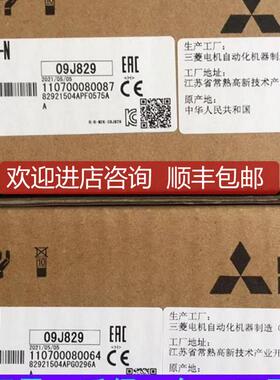 -N
09J829
2021/05/05
110700080087
82921504APF0575A
A
EAC
CE
生产工厂:
三菱电机自动化机器制造
工厂地址:
江苏省常熟高新技术产业
原产地:
中华人民共和国
欢迎进店咨询 顺丰包邮
09J829
2021/05/05
110700080064
82921504APG0296A
A
EAC
CE
生产工厂:
三菱电机自动化机器制造(
工厂地址:
江苏省常熟高新技术产业开
原产地: